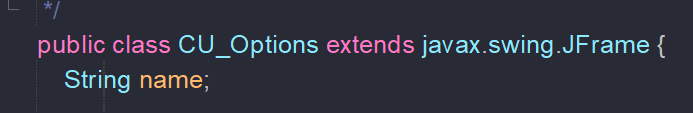 */
public class CU_Options extends javax.swing.JFrame {
String name;